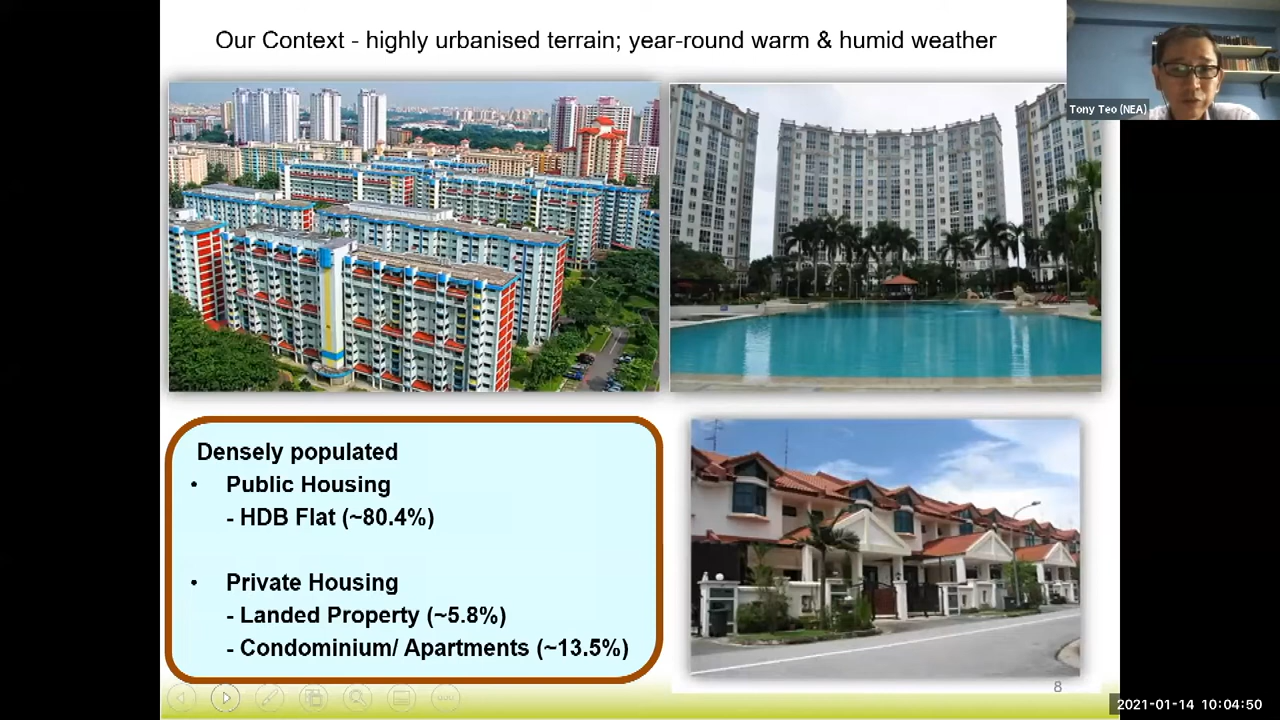 Our Context - highly urbanised terrain; year-round warm & humid weather
Tony Teo (NEA)
Densely populated
• Public Housing
- HDB Flat (~80.4%)
• Private Housing
- Landed Property (~5.8%)
- Condominium/ Apartments (~13.5%)
8
2021-01-14 10:04:50